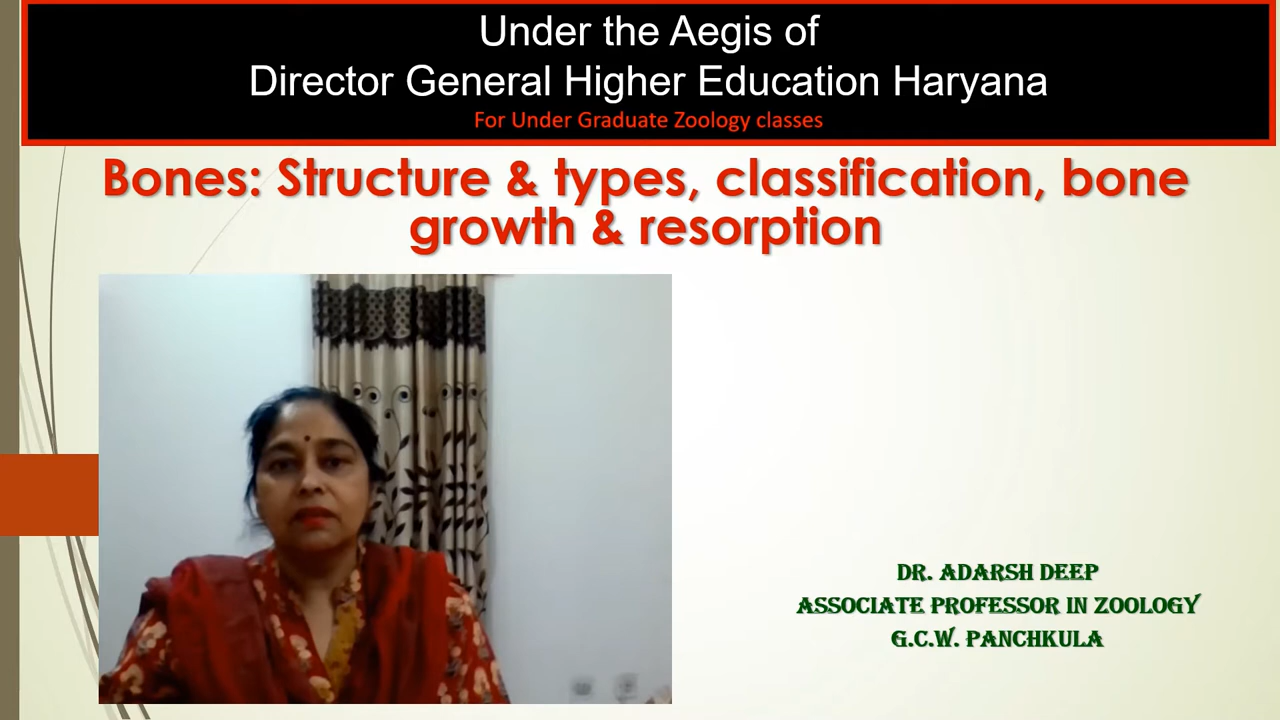 Under the Aegis of
Director General Higher Education Haryana
For Under Graduate Zoology classes
Bones: Structure & types, classification, bone
growth & resorption
DR. ADARSH DEEP
ASSOCIATE PROFESSOR IN ZOOLOGY
G.C.W. PANCHKULA